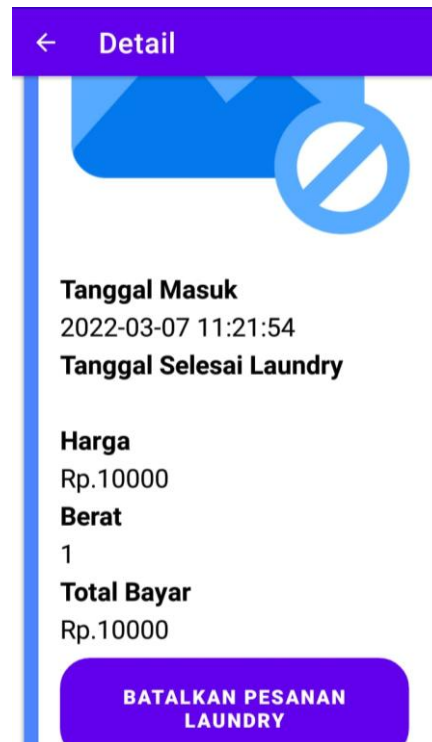 Detail
Tanggal Masuk
2022-03-07 11:21:54
Tanggal Selesai Laundry
Harga
Rp.10000
Berat
1
Total Bayar
Rp.10000
BATALKAN PESANAN
LAUNDRY